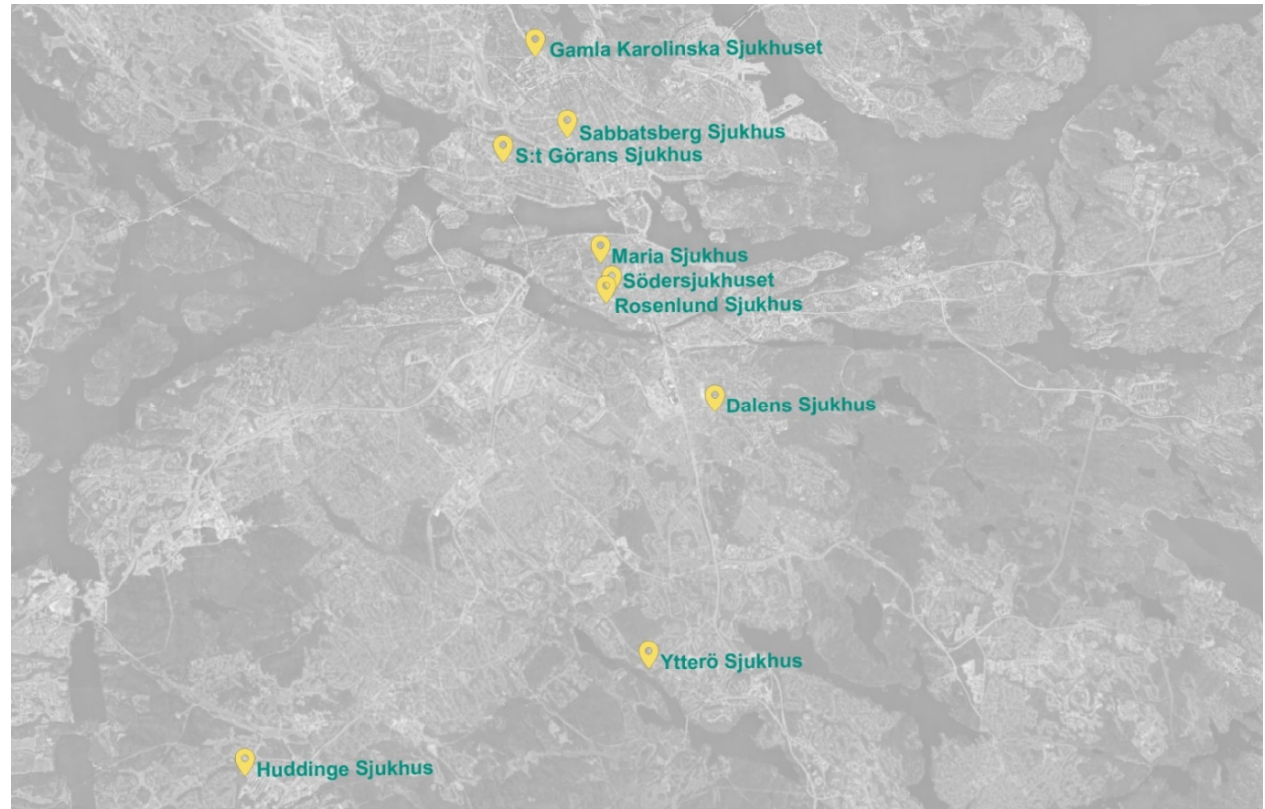 Gamla Karolinska Sjukhuset
Sabbatsberg Sjukhus
S:t Görans Sjukhus
Maria Sjukhus
Södersjukhuset
Rosenlund Sjukhus
Dalens Sjukhus
Ytterö Sjukhus
Huddinge Sjukhus